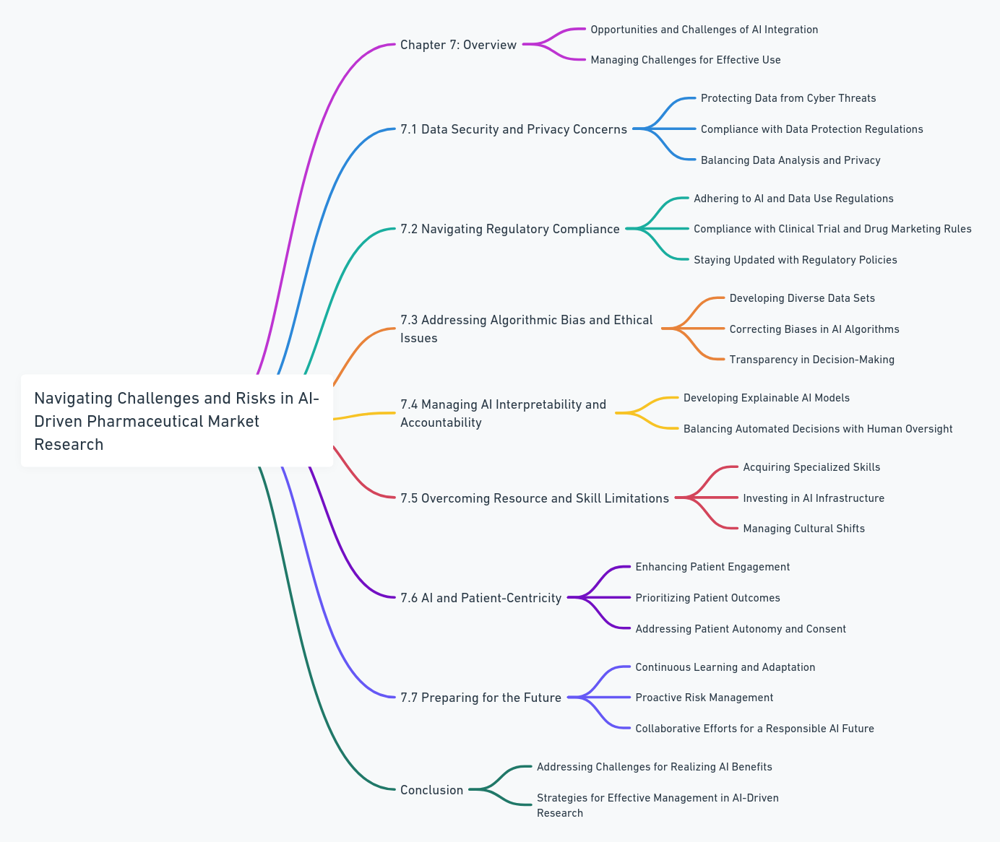 Navigating Challenges and Risks in AI-
Driven Pharmaceutical Market
Research
Chapter 7: Overview
Opportunities and Challenges of AI Integration
Managing Challenges for Effective Use
7.1 Data Security and Privacy Concerns
Protecting Data from Cyber Threats
Compliance with Data Protection Regulations
Balancing Data Analysis and Privacy
7.2 Navigating Regulatory Compliance
Adhering to AI and Data Use Regulations
Compliance with Clinical Trial and Drug Marketing Rules
Staying Updated with Regulatory Policies
7.3 Addressing Algorithmic Bias and Ethical
Issues
Developing Diverse Data Sets
Correcting Biases in AI Algorithms
Transparency in Decision-Making
7.4 Managing AI Interpretability and
Accountability
Developing Explainable AI Models
Balancing Automated Decisions with Human Oversight
7.5 Overcoming Resource and Skill Limitations
Acquiring Specialized Skills
Investing in AI Infrastructure
Managing Cultural Shifts
7.6 AI and Patient-Centricity
Enhancing Patient Engagement
Prioritizing Patient Outcomes
Addressing Patient Autonomy and Consent
7.7 Preparing for the Future
Continuous Learning and Adaptation
Proactive Risk Management
Collaborative Efforts for a Responsible AI Future
Conclusion
Addressing Challenges for Realizing AI Benefits
Strategies for Effective Management in AI-Driven
Research